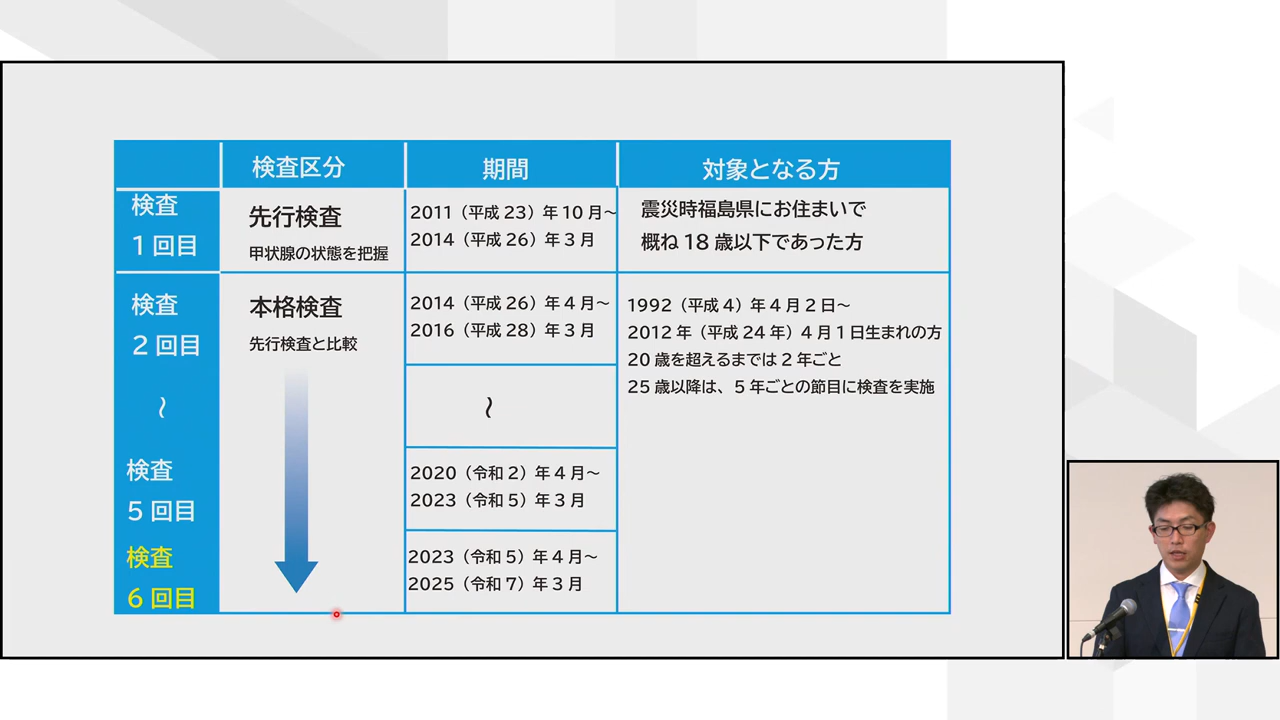 検査区分
期間
対象となる方
検査
1回目
先行検査
甲状腺の状態を把握
2011（平成23）年10月～
2014（平成26）年3月
震災時福島県にお住まいで
概ね18歳以下であった方
検査
2回目
～
検査
5回目
検査
6回目
本格検査
先行検査と比較
2014（平成26）年4月～
2016（平成28）年3月
～
2020（令和2）年4月～
2023（令和5）年3月
2023（令和5）年4月～
2025（令和7）年3月
1992（平成4）年4月2日～
2012年（平成24年）4月1日生まれの方
20歳を超えるまでは2年ごと
25歳以降は、5年ごとの節目に検査を実施